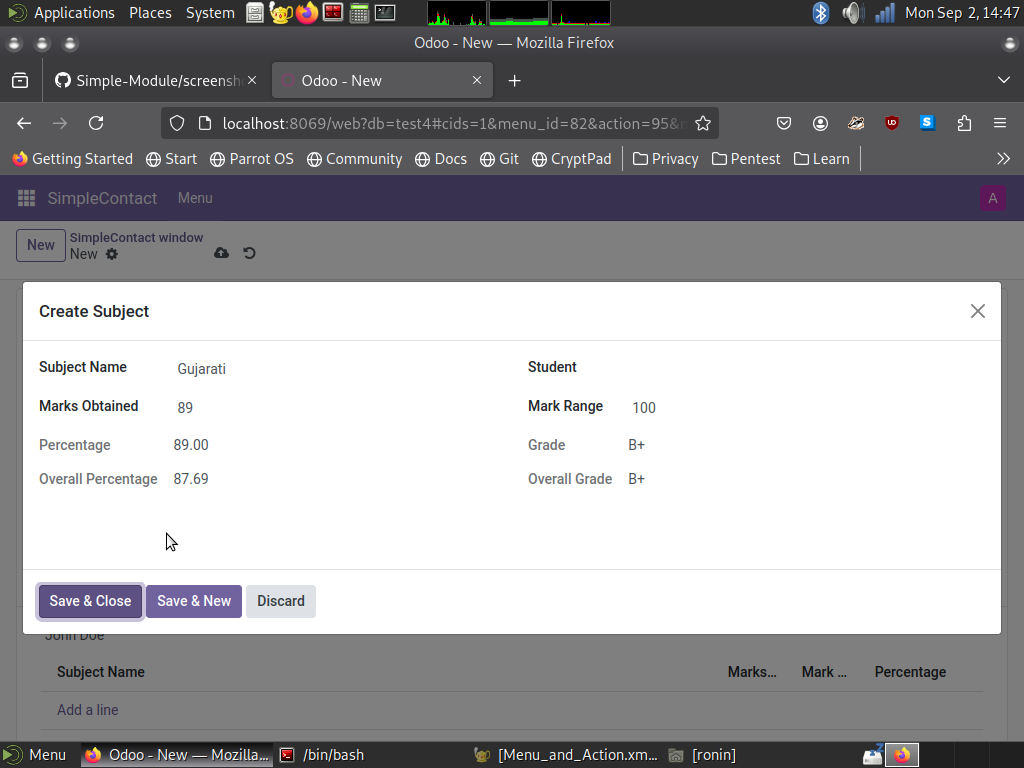 Applications Places System Mon Sep 2, 14:47
Odoo - New — Mozilla Firefox
Simple-Module/screensh Odoo - New
localhost:8069/web?db=test4#cids=1&menu_id=82&action=95&
Getting Started Start Parrot OS Community Docs Git CryptPad Privacy Pentest Learn
SimpleContact Menu A
New SimpleContact window
New
Create Subject
Subject Name Gujarati Student
Marks Obtained 89 Mark Range 100
Percentage 89.00 Grade B+
Overall Percentage 87.69 Overall Grade B+
Save & Close Save & New Discard
John Doe
Subject Name Marks... Mark ... Percentage
Add a line
Menu Odoo - New — Mozilla... /bin/bash [Menu_and_Action.xm... [ronin]